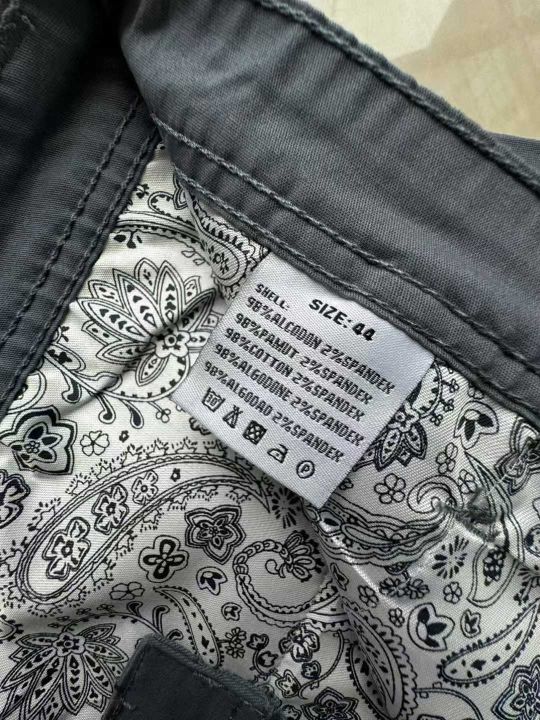 SIZE: 44
SHELL:
98%ALGODON 2%SPANDEX
98%PAMUT 2%SPANDEX
98%COTTON 2%SPANDEX
98%ALGODINE 2%SPANDEX
98%ALGODAO 2%SPANDEX